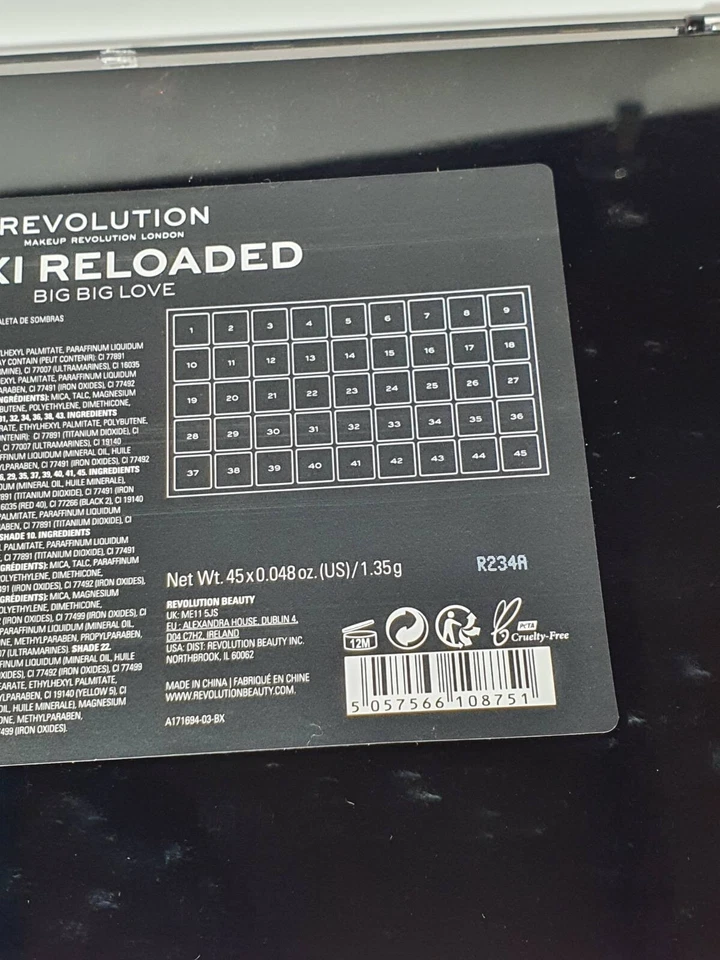 REVOLUTION
MAKEUP REVOLUTION LONDON
XI RELOADED
BIG BIG LOVE
ALETA DE SOMBRAS
YLHEXYL PALMITATE, PARAFFINUM LIQUIDUM
AY CONTAIN (PEUT CONTENIR): CI 77891
MINE), CI 77007 (ULTRAMARINES), CI 16035
EXYL PALMITATE, PARAFFINUM LIQUIDUM
ARABEN, CI 77491 (IRON OXIDES), CI 77492
INGRÉDIENTS): MICA, TALC, MAGNESIUM
BUTENE, POLYETHYLENE, DIMETHICONE,
31, 32, 34, 36, 38, 43. INGREDIENTS
RATE, ETHYLHEXYL PALMITATE, POLYBUTENE,
NTENIR): CI 77891 (TITANIUM DIOXIDE), CI
, CI 77007 (ULTRAMARINES), CI 19140
FFINUM LIQUIDUM (MINERAL OIL, HUILE
YLPARABEN, CI 77491 (IRON OXIDES), CI 77492
6, 29, 35, 37, 39, 40, 41, 45. INGREDIENTS
DUM (MINERAL OIL, HUILE MINERALE),
891 (TITANIUM DIOXIDE), CI 77491 (IRON
6035 (RED 40), CI 77266 (BLACK 2), CI 19140
ALMITATE, PARAFFINUM LIQUIDUM
ABEN, CI 77891 (TITANIUM DIOXIDE), CI
SHADE 10. INGREDIENTS
L PALMITATE, PARAFFINUM LIQUIDUM
, CI 77891 (TITANIUM DIOXIDE), CI 77491
GRÉDIENTS): MICA, TALC, PARAFFINUM
OLYETHYLENE, DIMETHICONE,
91 (IRON OXIDES), CI 77492 (IRON OXIDES),
GRÉDIENTS): MICA, MAGNESIUM
OLYETHYLENE, DIMETHICONE,
(IRON OXIDES), CI 77499 (IRON OXIDES), CI
PARAFFINUM LIQUIDUM (MINERAL OIL,
NE, METHYLPARABEN, PROPYLPARABEN,
07 (ULTRAMARINES). SHADE 22.
FINUM LIQUIDUM (MINERAL OIL, HUILE
XIDES), CI 77492 (IRON OXIDES), CI 77499
EARATE, ETHYLHEXYL PALMITATE,
YLPARABEN, CI 19140 (YELLOW 5), CI
OIL, HUILE MINERALE), MAGNESIUM
ONE, METHYLPARABEN,
7499 (IRON OXIDES).
1 2 3 4 5 6 7 8 9
10 11 12 13 14 15 16 17 18
19 20 21 22 23 24 25 26 27
28 29 30 31 32 33 34 35 36
37 38 39 40 41 42 43 44 45
Net Wt. 45 x 0.048 oz. (US) / 1.35 g
R234A
REVOLUTION BEAUTY
UK: ME11 5JS
EU: ALEXANDRA HOUSE, DUBLIN 4,
D04 C7H2, IRELAND
USA: DIST. REVOLUTION BEAUTY INC.
NORTHBROOK, IL 60062
MADE IN CHINA | FABRIQUÉ EN CHINE
WWW.REVOLUTIONBEAUTY.COM
A171694-03-BX
12M
PETA
Cruelty-Free
5 057566 108751